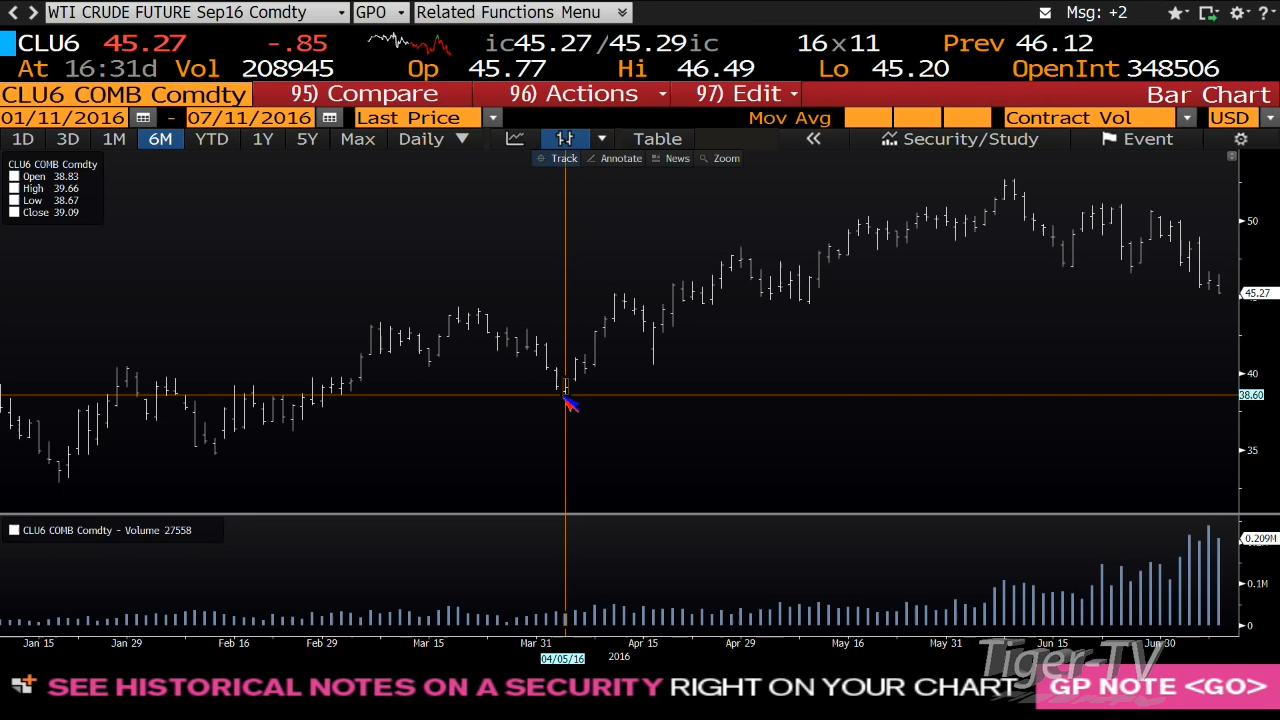 WTI CRUDE FUTURE Sep16 Comdty GPO Related Functions Menu Msg: +2 ?
CLU6 45.27 -.85 ic45.27/45.29ic 16x11 Prev 46.12
At 16:31d Vol 208945 Op 45.77 Hi 46.49 Lo 45.20 OpenInt 348506
CLU6 COMB Comdty 95) Compare 96) Actions 97) Edit Bar Chart
01/11/2016 - 07/11/2016 Last Price Mov Avg Contract Vol USD
1D 3D 1M 6M YTD 1Y 5Y Max Daily Table Security/Study Event
Track Annotate News Zoom
CLU6 COMB Comdty
Open 38.83
High 39.66
Low 38.67
Close 39.09
50
45.27
40
38.60
35
CLU6 COMB Comdty - Volume 27558
0.209M
0.1M
0
Jan 15 Jan 29 Feb 16 Feb 29 Mar 15 Mar 31 Apr 15 Apr 29 May 16 May 31 Jun 15 Jun 30
04/05/16 2016
Tiger-TV
SEE HISTORICAL NOTES ON A SECURITY RIGHT ON YOUR CHART GP NOTE <GO>